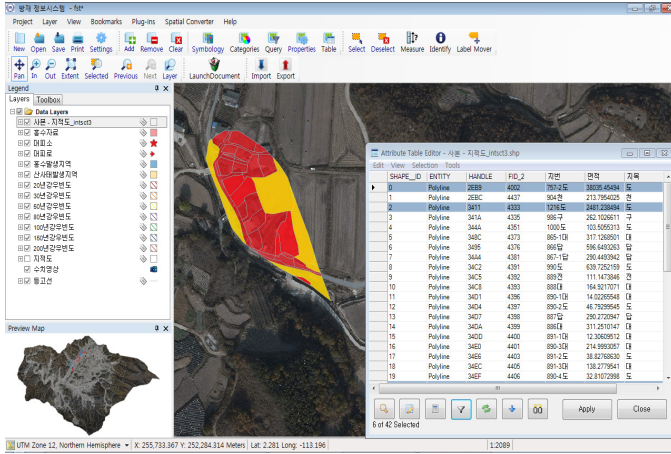 방재 정보시스템 - fst*
Project Layer View Bookmarks Plug-ins Spatial Converter Help
New Open Save Print Settings Add Remove Clear Symbology Categories Query Properties Table Select Deselect Measure Identify Label Mover
Pan In Out Extent Selected Previous Next Layer LaunchDocument Import Export
Legend
Layers Toolbox
Data Layers
사본 - 지적도_intsct3
홍수자료
대피소
대피로
홍수발생지역
산사태발생지역
20년강우빈도
30년강우빈도
50년강우빈도
80년강우빈도
100년강우빈도
150년강우빈도
200년강우빈도
지적도
수치영상
등고선
Preview Map
Attribute Table Editor - 사본 - 지적도_intsct3.shp
Edit View Selection Tools
SHAPE__ID ENTITY HANDLE FID_2 지번 면적 지목
0 Polyline 2EB9 4002 757-2도 38035.45494 도
1 Polyline 2EBC 4437 904전 213.7954025 전
2 Polyline 3411 4333 1216도 2481.238494 도
3 Polyline 341A 4335 986구 262.1026611 구
4 Polyline 344A 4351 1000도 103.5055313 도
5 Polyline 348C 4373 865-1대 317.1268501 대
6 Polyline 3495 4376 866답 596.6493263 답
7 Polyline 34A4 4381 867-1답 290.4493942 답
8 Polyline 34C2 4391 990도 639.7252159 도
9 Polyline 34C5 4392 889전 111.1473846 전
10 Polyline 34C8 4393 888대 164.9217071 대
11 Polyline 34D1 4396 890-1대 14.02265548 대
12 Polyline 34D4 4397 890-2도 46.79299545 도
13 Polyline 34D7 4398 887답 290.2720947 답
14 Polyline 34DA 4399 886대 311.2510147 대
15 Polyline 34DD 4400 891-1대 12.30609512 대
16 Polyline 34E0 4401 890-3대 214.9993057 대
17 Polyline 34E6 4403 891-2도 38.82768630 도
18 Polyline 34EC 4405 891-3대 138.2779541 대
19 Polyline 34EF 4406 890-4도 32.81072998 도
Apply Close
6 of 42 Selected
UTM Zone 12, Northern Hemisphere X: 255,733.367 Y: 252,284.314 Meters Lat: 2.281 Long: -113.196 1:2089